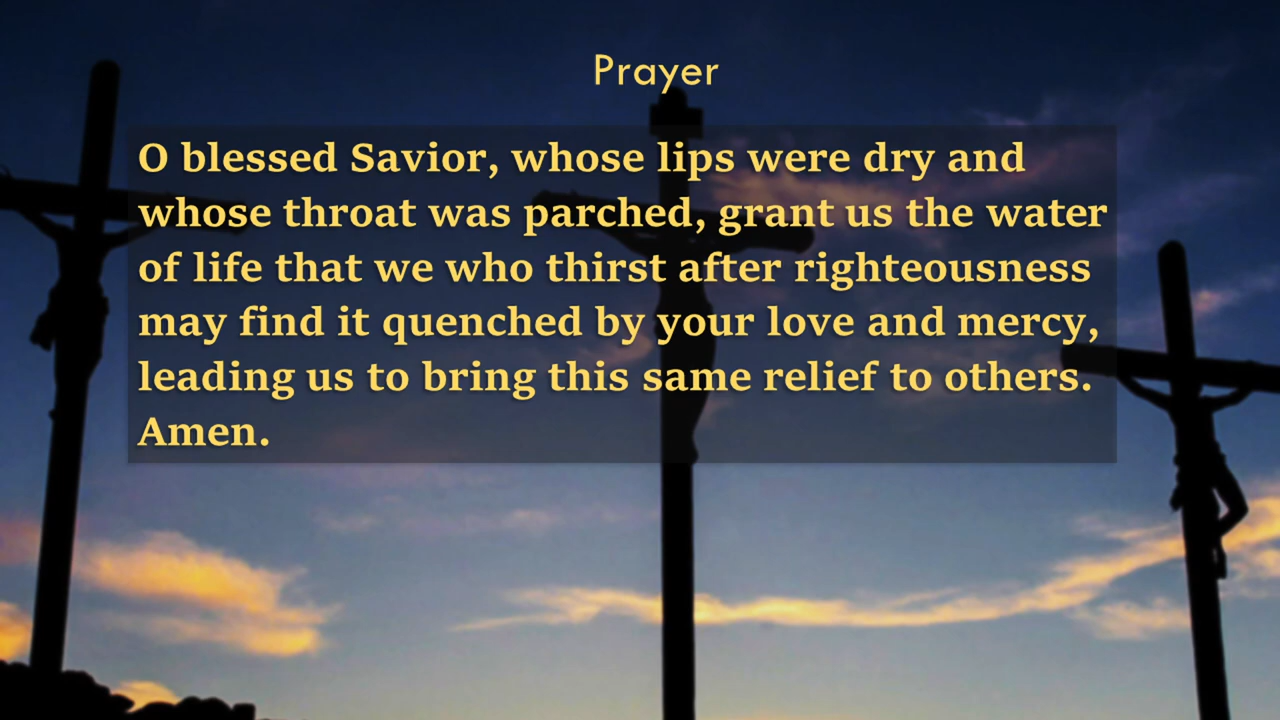 Prayer
O blessed Savior, whose lips were dry and
whose throat was parched, grant us the water
of life that we who thirst after righteousness
may find it quenched by your love and mercy,
leading us to bring this same relief to others.
Amen.